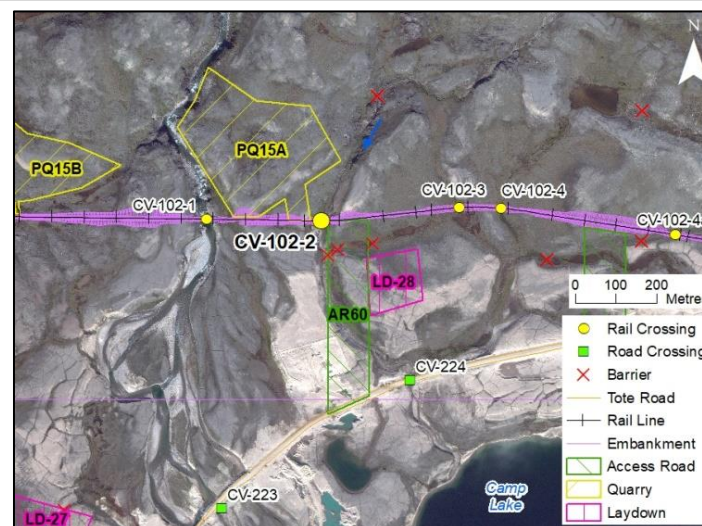 N
PQ15A
PQ15B
CV-102-1
CV-102-2
CV-102-3
CV-102-4
CV-102-4
LD-28
AR60
0 100 200
Metre
CV-224
CV-223
Camp
Lake
LD-27
Rail Crossing
Road Crossing
Barrier
Tote Road
Rail Line
Embankment
Access Road
Quarry
Laydown